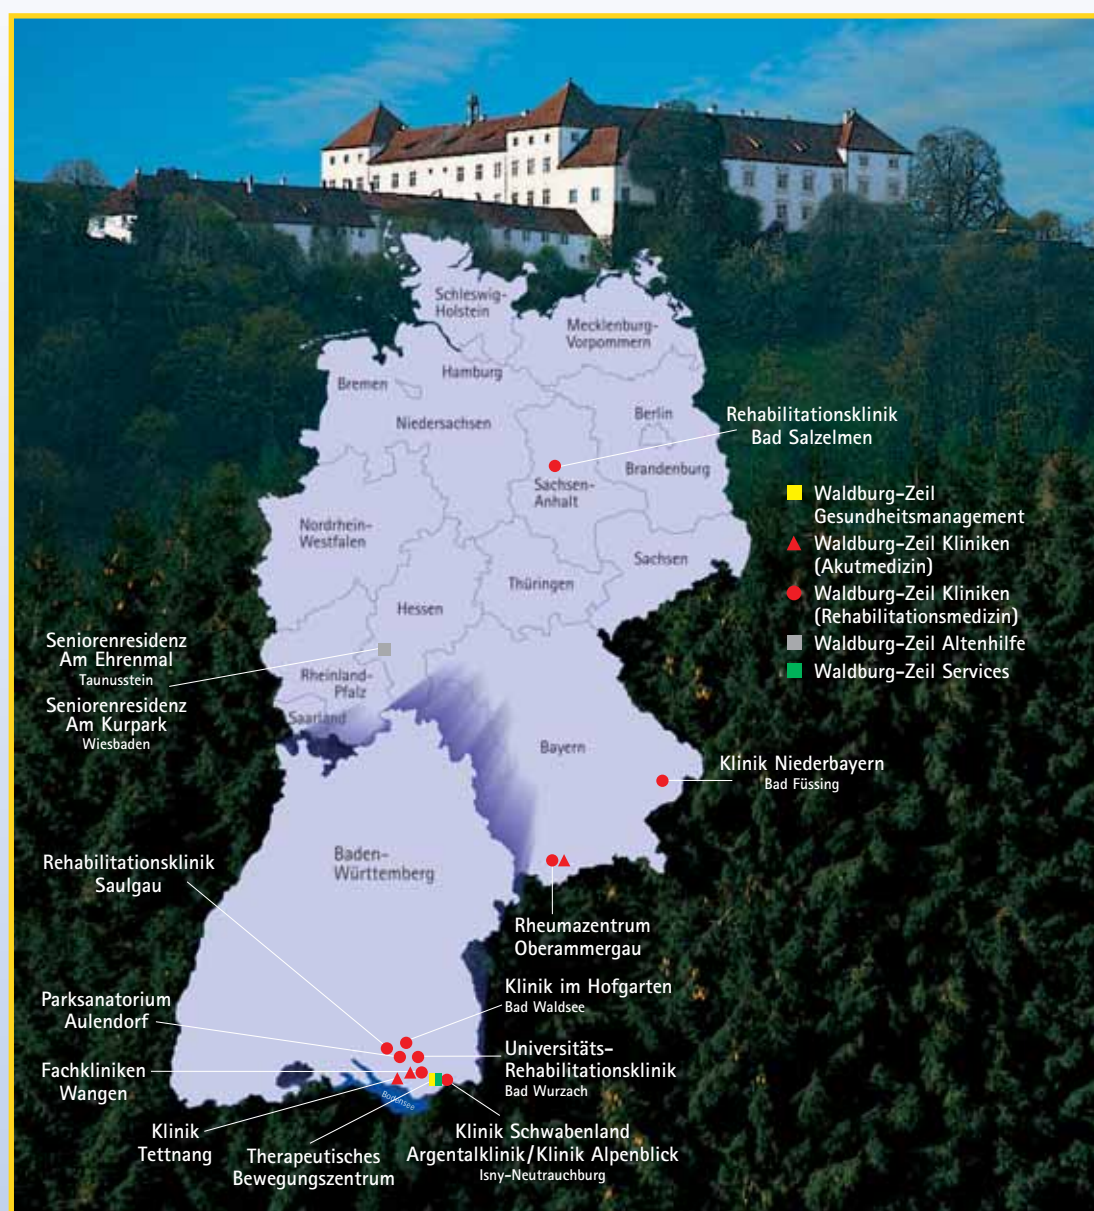 Schleswig-
Holstein
Mecklenburg-
Vorpommern
Hamburg
Bremen
Niedersachsen
Berlin
Brandenburg
Sachsen-
Anhalt
Nordrhein-
Westfalen
Sachsen
Thüringen
Hessen
Rheinland-
Pfalz
Saarland
Bayern
Baden-
Württemberg
Bodensee
Rehabilitationsklinik
Bad Salzelmen
Waldburg-Zeil
Gesundheitsmanagement
Waldburg-Zeil Kliniken
(Akutmedizin)
Waldburg-Zeil Kliniken
(Rehabilitationsmedizin)
Waldburg-Zeil Altenhilfe
Waldburg-Zeil Services
Seniorenresidenz
Am Ehrenmal
Taunusstein
Seniorenresidenz
Am Kurpark
Wiesbaden
Klinik Niederbayern
Bad Füssing
Rehabilitationsklinik
Saulgau
Rheumazentrum
Oberammergau
Klinik im Hofgarten
Bad Waldsee
Parksanatorium
Aulendorf
Universitäts-
Rehabilitationsklinik
Bad Wurzach
Fachkliniken
Wangen
Klinik
Tettnang
Therapeutisches
Bewegungszentrum
Klinik Schwabenland
Argentalklinik/Klinik Alpenblick
Isny-Neutrauchburg